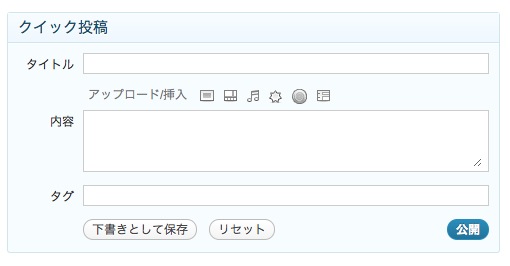 クイック投稿
タイトル
アップロード/挿入
内容
タグ
下書きとして保存 リセット 公開